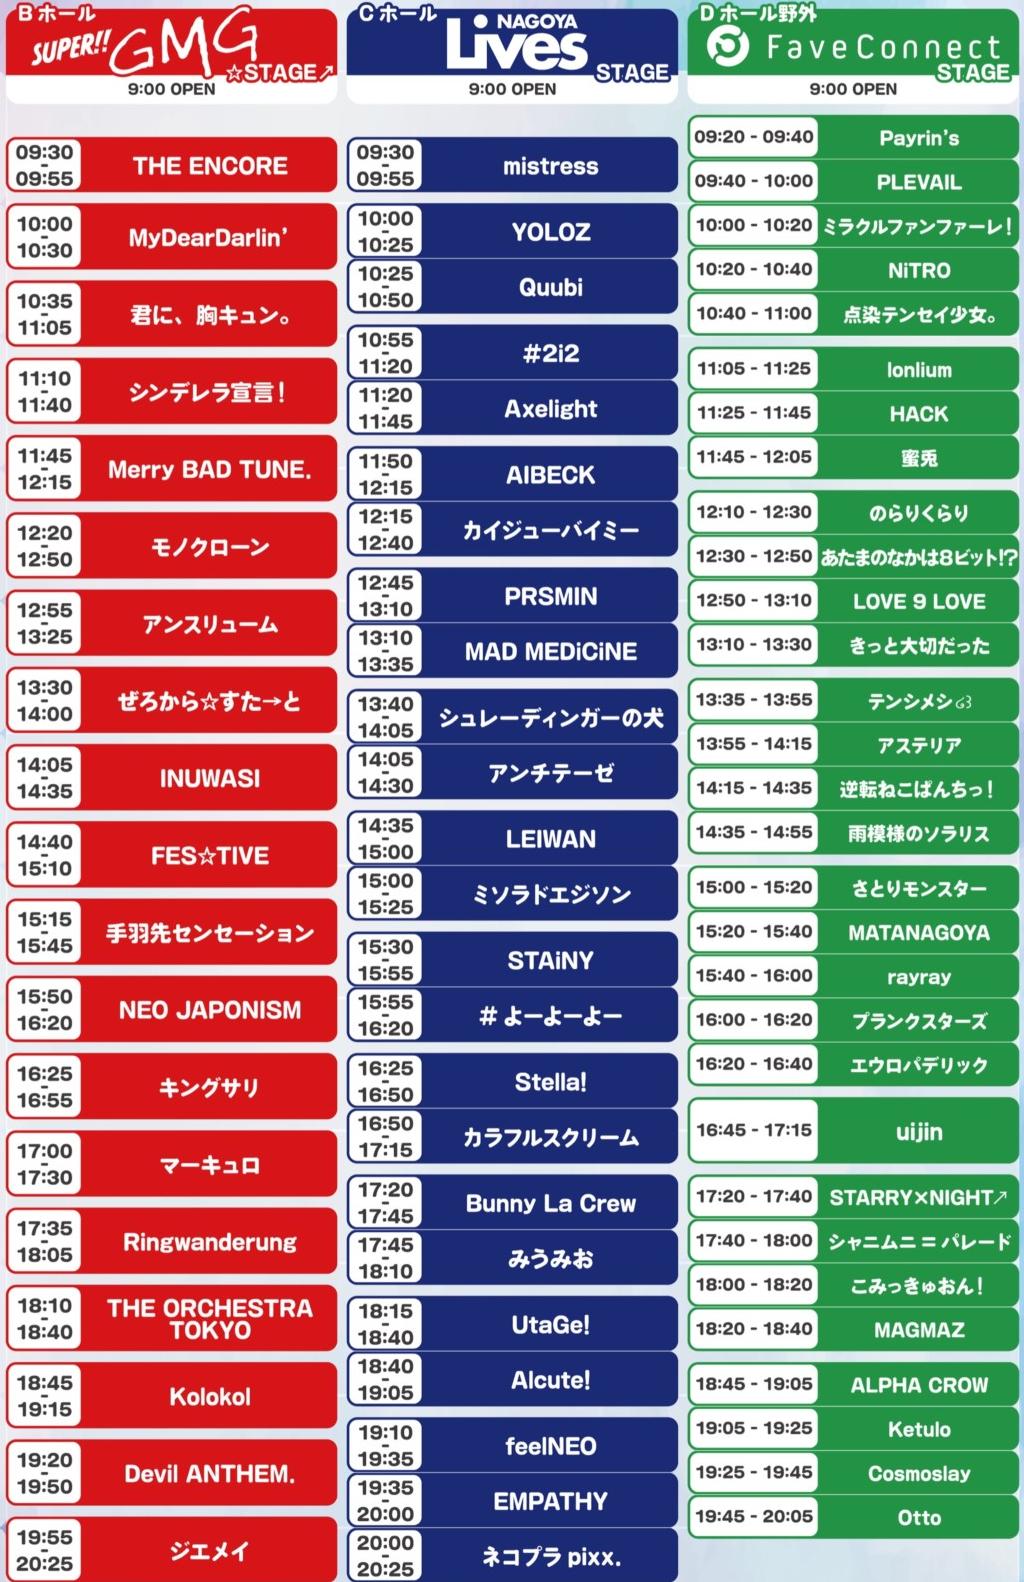 Bホール
SUPER!! GMG
☆STAGE↗
9:00 OPEN
09:30
-
09:55
THE ENCORE
10:00
-
10:30
MyDearDarlin’
10:35
-
11:05
君に、胸キュン。
11:10
-
11:40
シンデレラ宣言！
11:45
-
12:15
Merry BAD TUNE.
12:20
-
12:50
モノクローン
12:55
-
13:25
アンスリューム
13:30
-
14:00
ぜろから☆すた→と
14:05
-
14:35
INUWASI
14:40
-
15:10
FES☆TIVE
15:15
-
15:45
手羽先センセーション
15:50
-
16:20
NEO JAPONISM
16:25
-
16:55
キングサリ
17:00
-
17:30
マーキュロ
17:35
-
18:05
Ringwanderung
18:10
-
18:40
THE ORCHESTRA
TOKYO
18:45
-
19:15
Kolokol
19:20
-
19:50
Devil ANTHEM.
19:55
-
20:25
ジエメイ
Cホール
NAGOYA
Lives
STAGE
9:00 OPEN
09:30
-
09:55
mistress
10:00
-
10:25
YOLOZ
10:25
-
10:50
Quubi
10:55
-
11:20
#2i2
11:20
-
11:45
Axelight
11:50
-
12:15
AIBECK
12:15
-
12:40
カイジューバイミー
12:45
-
13:10
PRSMIN
13:10
-
13:35
MAD MEDiCiNE
13:40
-
14:05
シュレーディンガーの犬
14:05
-
14:30
アンチテーゼ
14:35
-
15:00
LEIWAN
15:00
-
15:25
ミソラドエジソン
15:30
-
15:55
STAiNY
15:55
-
16:20
# よーよーよー
16:25
-
16:50
Stella!
16:50
-
17:15
カラフルスクリーム
17:20
-
17:45
Bunny La Crew
17:45
-
18:10
みうみお
18:15
-
18:40
UtaGe!
18:40
-
19:05
Alcute!
19:10
-
19:35
feelNEO
19:35
-
20:00
EMPATHY
20:00
-
20:25
ネコプラ pixx.
Dホール野外
FaveConnect
STAGE
9:00 OPEN
09:20 - 09:40 Payrin’s
09:40 - 10:00 PLEVAIL
10:00 - 10:20 ミラクルファンファーレ！
10:20 - 10:40 NiTRO
10:40 - 11:00 点染テンセイ少女。
11:05 - 11:25 lonlium
11:25 - 11:45 HACK
11:45 - 12:05 蜜兎
12:10 - 12:30 のらりくらり
12:30 - 12:50 あたまのなかは8ビット!?
12:50 - 13:10 LOVE 9 LOVE
13:10 - 13:30 きっと大切だった
13:35 - 13:55 テンシメシ໒꒱
13:55 - 14:15 アステリア
14:15 - 14:35 逆転ねこぱんちっ！
14:35 - 14:55 雨模様のソラリス
15:00 - 15:20 さとりモンスター
15:20 - 15:40 MATANAGOYA
15:40 - 16:00 rayray
16:00 - 16:20 プランクスターズ
16:20 - 16:40 エウロパデリック
16:45 - 17:15 uijin
17:20 - 17:40 STARRY×NIGHT↗
17:40 - 18:00 シャニムニ＝パレード
18:00 - 18:20 こみっきゅおん！
18:20 - 18:40 MAGMAZ
18:45 - 19:05 ALPHA CROW
19:05 - 19:25 Ketulo
19:25 - 19:45 Cosmoslay
19:45 - 20:05 Otto